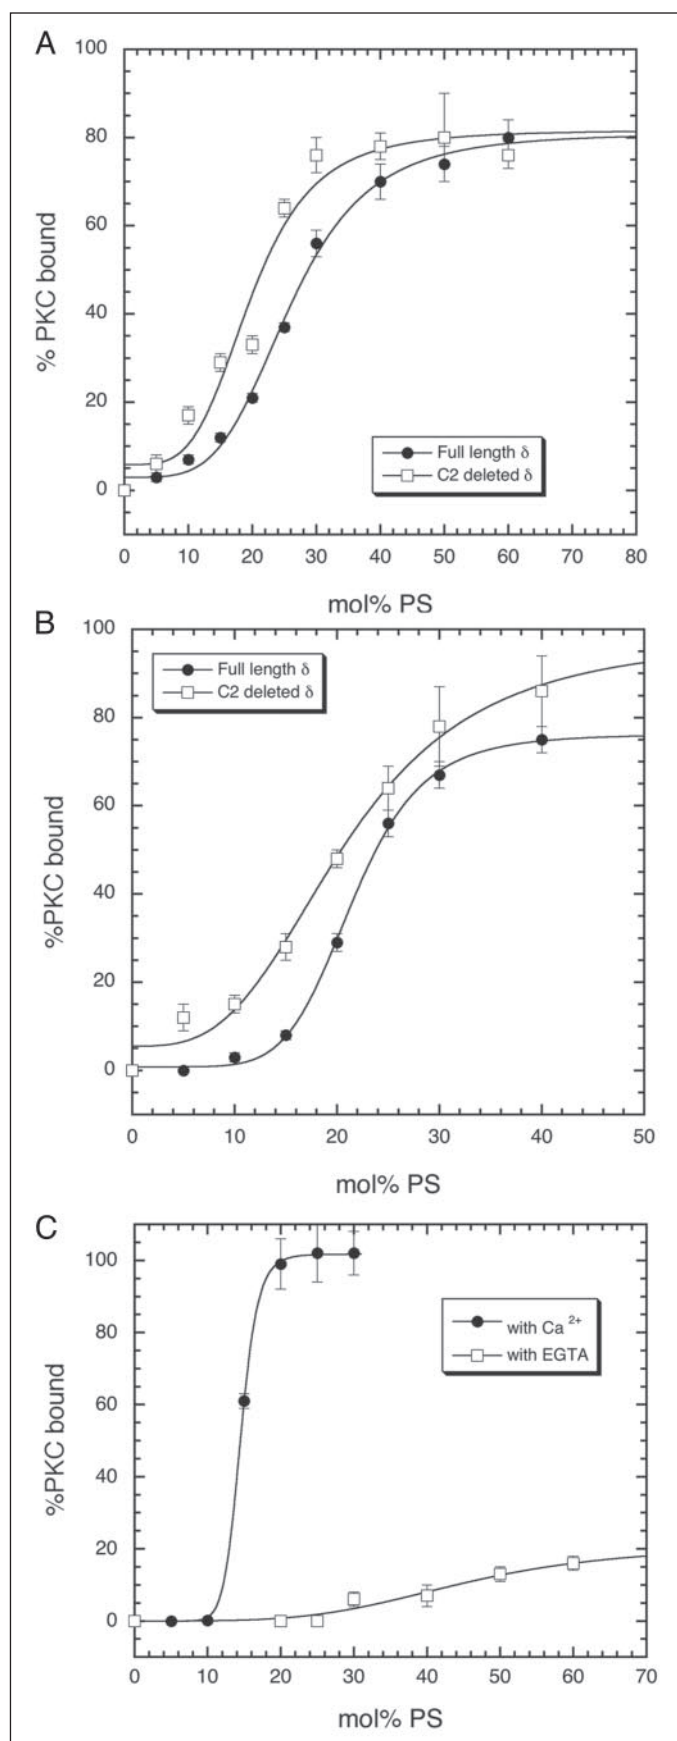 A
100
80
60
40
20
0
% PKC bound
Full length δ
C2 deleted δ
0 10 20 30 40 50 60 70 80
mol% PS
B
100
80
60
40
20
0
%PKC bound
Full length δ
C2 deleted δ
0 10 20 30 40 50
mol% PS
C
100
80
60
40
20
0
%PKC bound
with Ca 2+
with EGTA
0 10 20 30 40 50 60 70
mol% PS